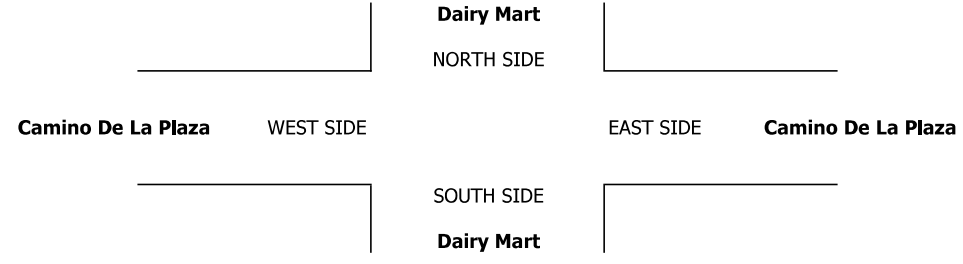 Dairy Mart
NORTH SIDE
Camino De La Plaza WEST SIDE EAST SIDE Camino De La Plaza
SOUTH SIDE
Dairy Mart